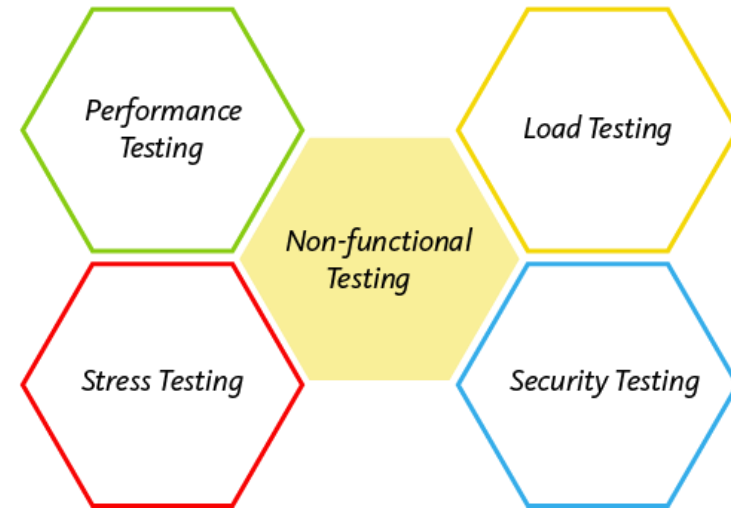 Performance
Testing
Load Testing
Non-functional
Testing
Stress Testing
Security Testing